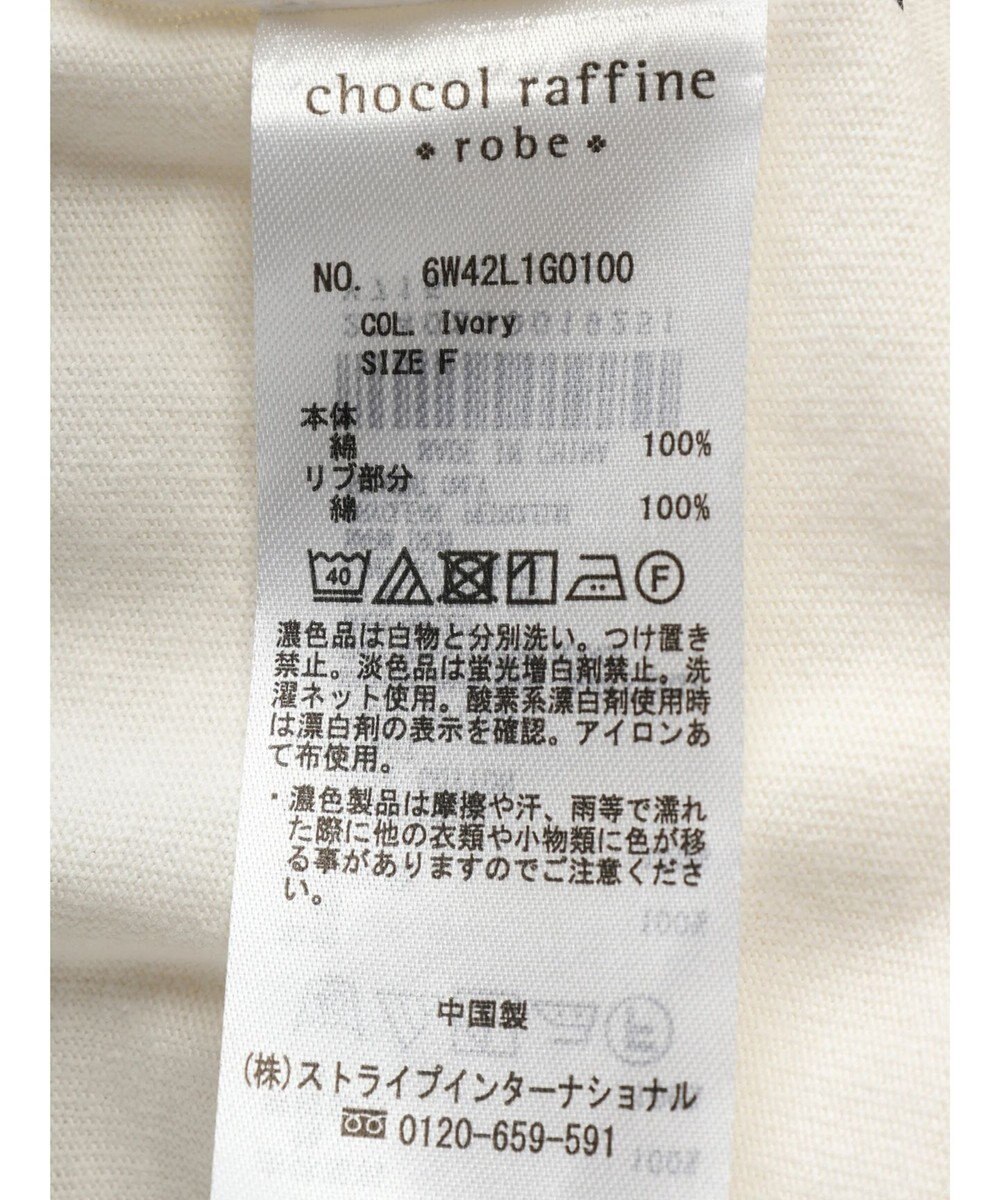 chocol raffine
robe
NO. 6W42L1G0100
COL. Ivory
SIZE F
本体
綿 100%
リブ部分
綿 100%
40
F
濃色品は白物と分別洗い。つけ置き
禁止。淡色品は蛍光増白剤禁止。洗
濯ネット使用。酸素系漂白剤使用時
は漂白剤の表示を確認。アイロンあ
て布使用。
・濃色製品は摩擦や汗、雨等で濡れ
た際に他の衣類や小物類に色が移
る事がありますのでご注意くださ
い。
中国製
(株)ストライプインターナショナル
0120-659-591